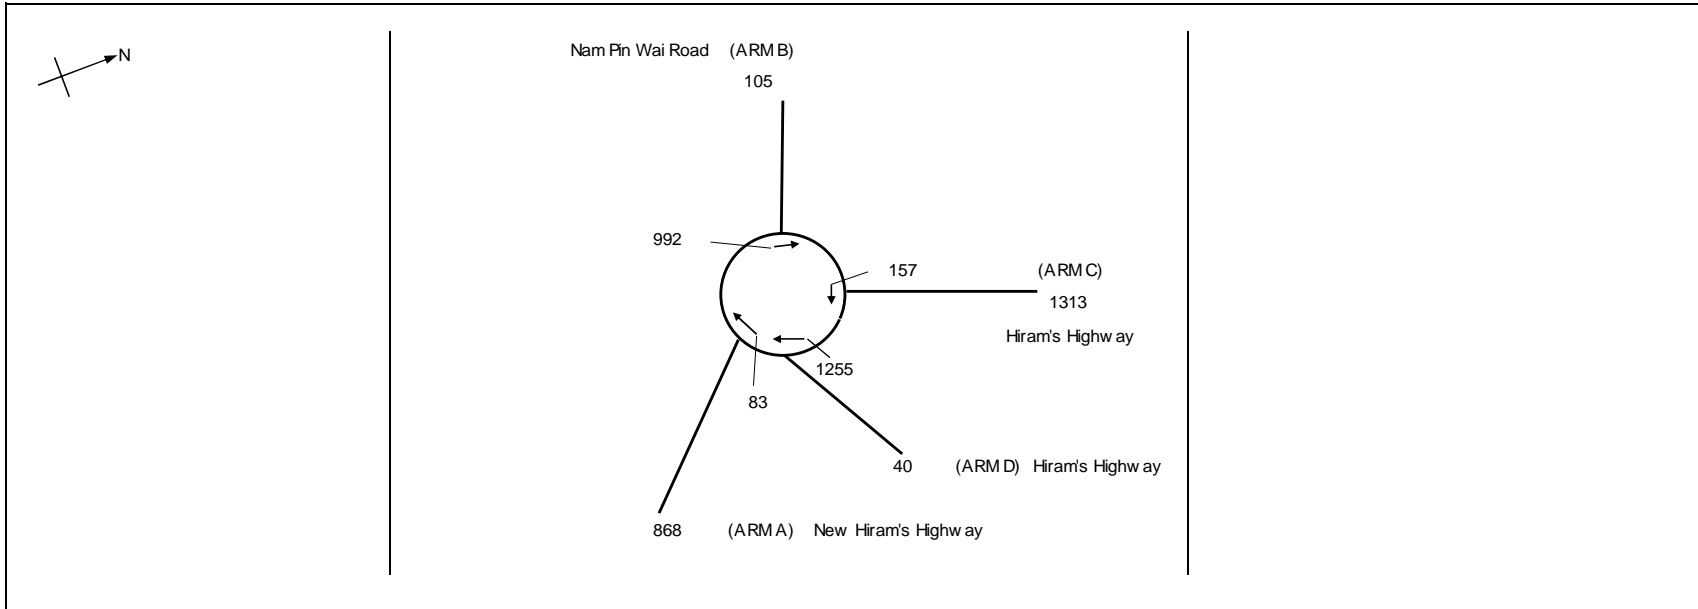 N
Nam Pin Wai Road (ARM B)
105
992
157
(ARM C)
1313
Hiram's Highway
1255
83
40 (ARM D) Hiram's Highway
868 (ARM A) New Hiram's Highway